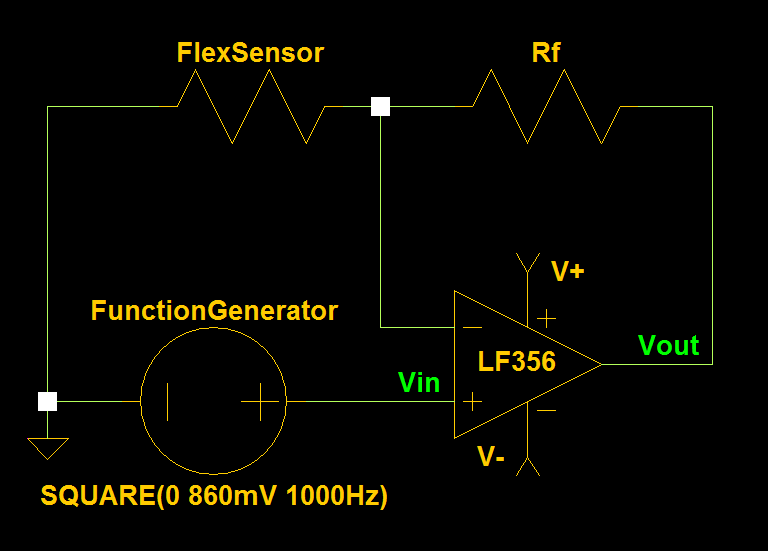 FlexSensor
Rf
V+
FunctionGenerator
LF356
Vout
Vin
V-
SQUARE(0 860mV 1000Hz)